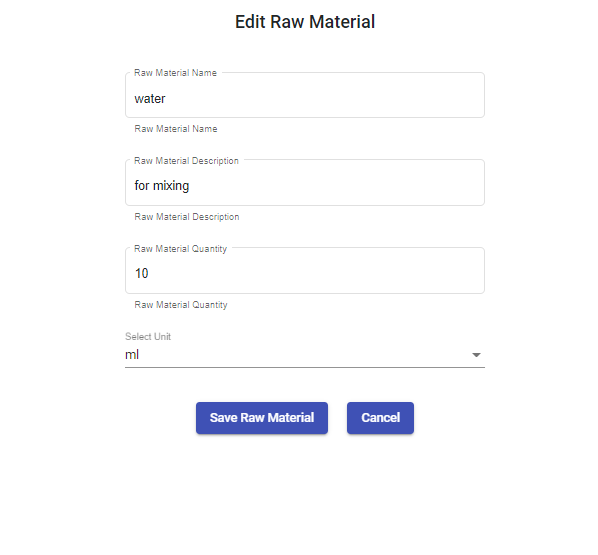 Edit Raw Material
Raw Material Name
water
Raw Material Name
Raw Material Description
for mixing
Raw Material Description
Raw Material Quantity
10
Raw Material Quantity
Select Unit
ml
Save Raw Material Cancel